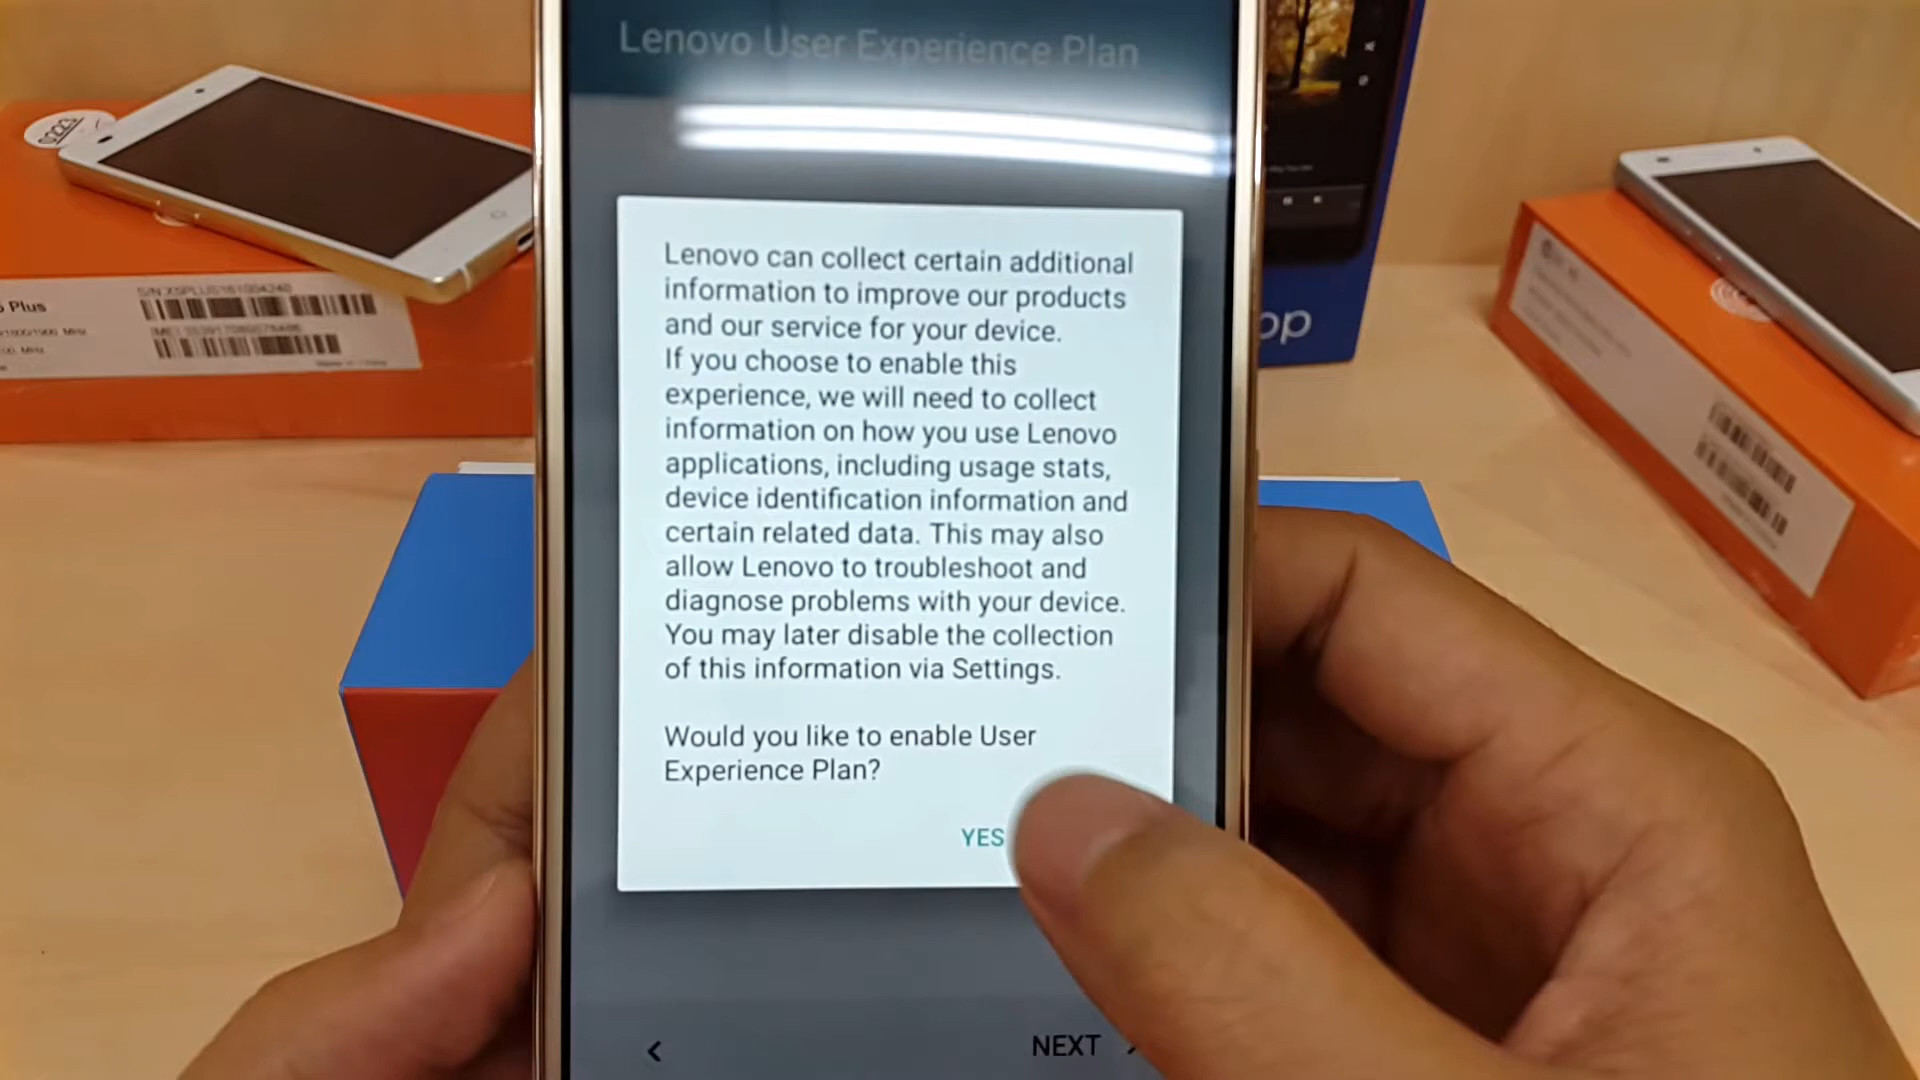 Lenovo User Experience Plan
Lenovo can collect certain additional
information to improve our products
and our service for your device.
If you choose to enable this
experience, we will need to collect
information on how you use Lenovo
applications, including usage stats,
device identification information and
certain related data. This may also
allow Lenovo to troubleshoot and
diagnose problems with your device.
You may later disable the collection
of this information via Settings.
Would you like to enable User
Experience Plan?
YES
NEXT
Plus
op